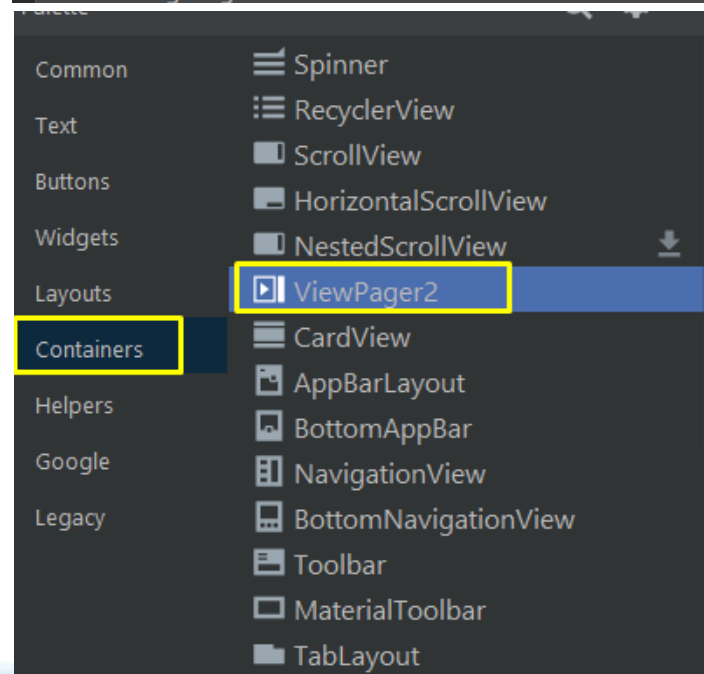 Palette
Common
Text
Buttons
Widgets
Layouts
Containers
Helpers
Google
Legacy
Spinner
RecyclerView
ScrollView
HorizontalScrollView
NestedScrollView
ViewPager2
CardView
AppBarLayout
BottomAppBar
NavigationView
BottomNavigationView
Toolbar
MaterialToolbar
TabLayout